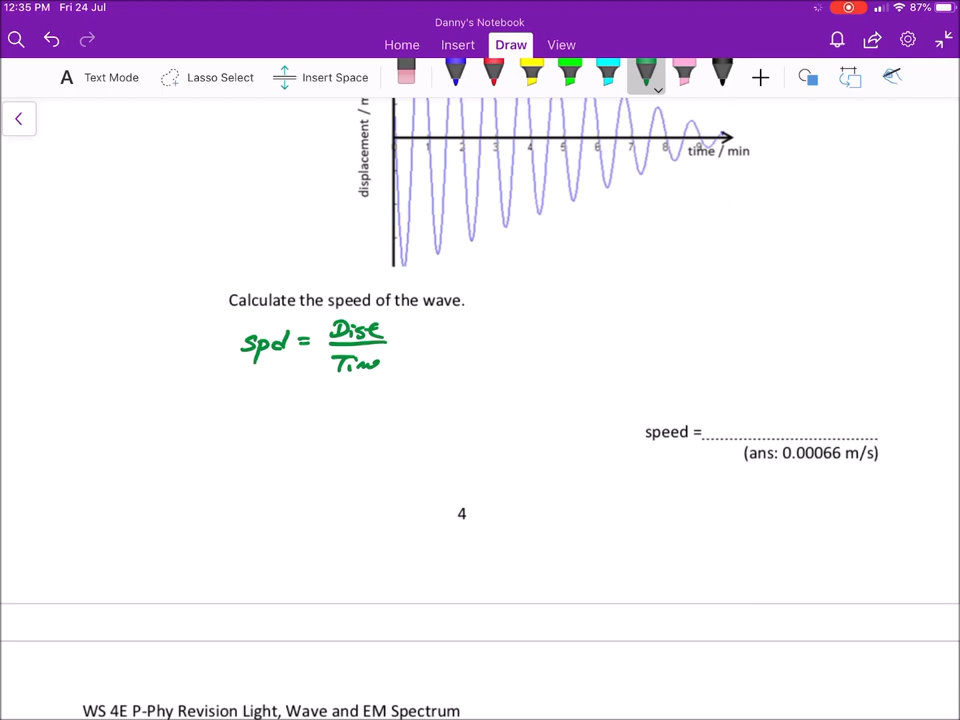 12:35 PM Fri 24 Jul
87%
Danny's Notebook
Home Insert Draw View
A Text Mode Lasso Select Insert Space
displacement / m
1 2 3 4 5 6 7 8 9
time / min
Calculate the speed of the wave.
spd = Dist
Time
speed =
(ans: 0.00066 m/s)
4
WS 4E P-Phy Revision Light, Wave and EM Spectrum